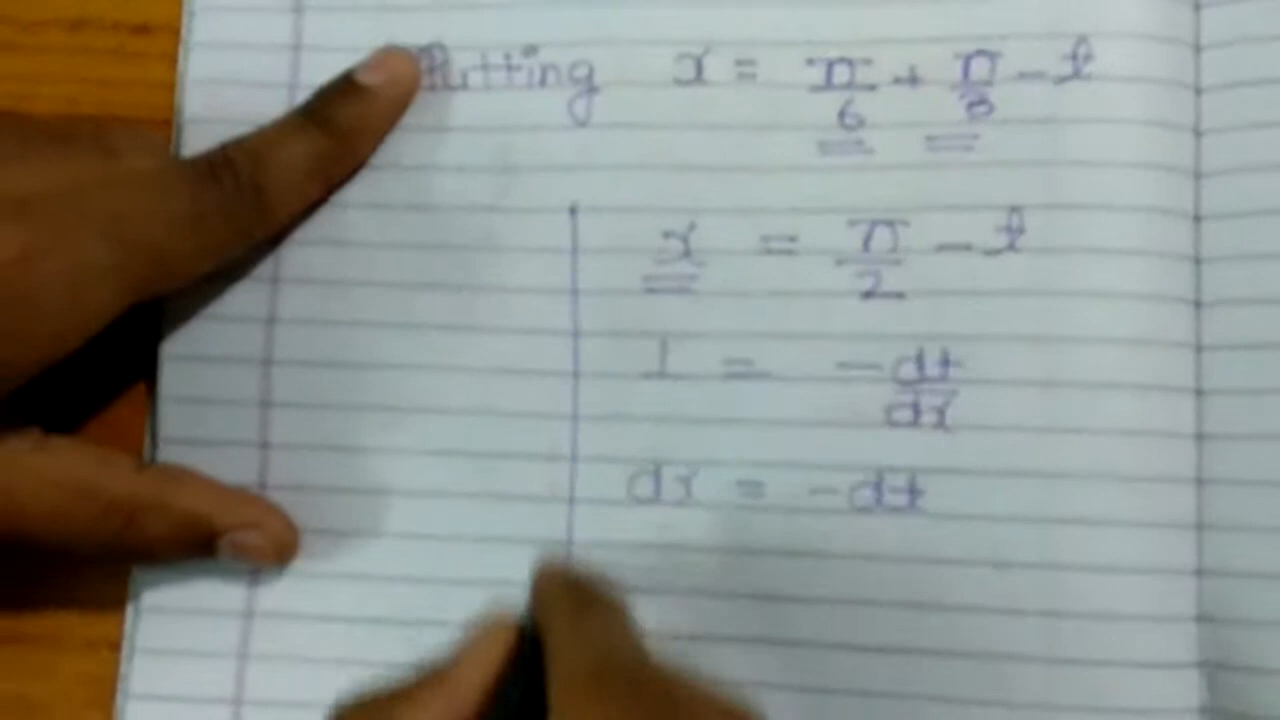 Putting x = π/6 + π/3 - t
x = π/2 - t
1 = -dt/dx
dx = -dt